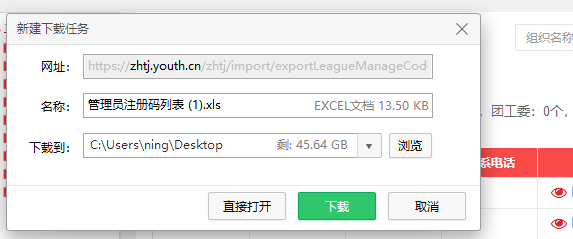 新建下载任务
网址： https://zhtj.youth.cn/zhtj/import/exportLeagueManageCod
名称： 管理员注册码列表 (1).xls EXCEL文档 13.50 KB
下载到： C:\Users\ning\Desktop 剩: 45.64 GB 浏览
直接打开 下载 取消
组织名称
，团工委：0个，
系电话